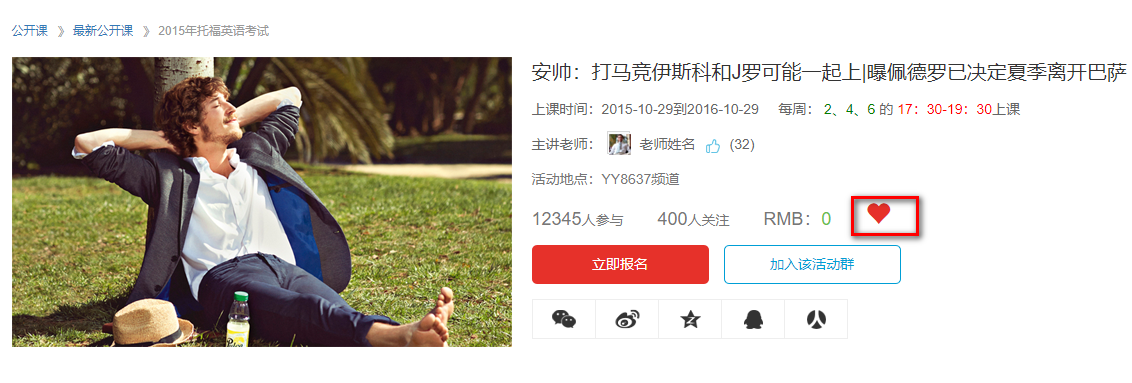 公开课 》 最新公开课 》 2015年托福英语考试
安帅：打马竞伊斯科和J罗可能一起上|曝佩德罗已决定夏季离开巴萨
上课时间：2015-10-29到2016-10-29 每周： 2、4、6 的 17：30-19：30上课
主讲老师： 老师姓名 (32)
活动地点：YY8637频道
12345人参与 400人关注 RMB：0
立即报名 加入该活动群